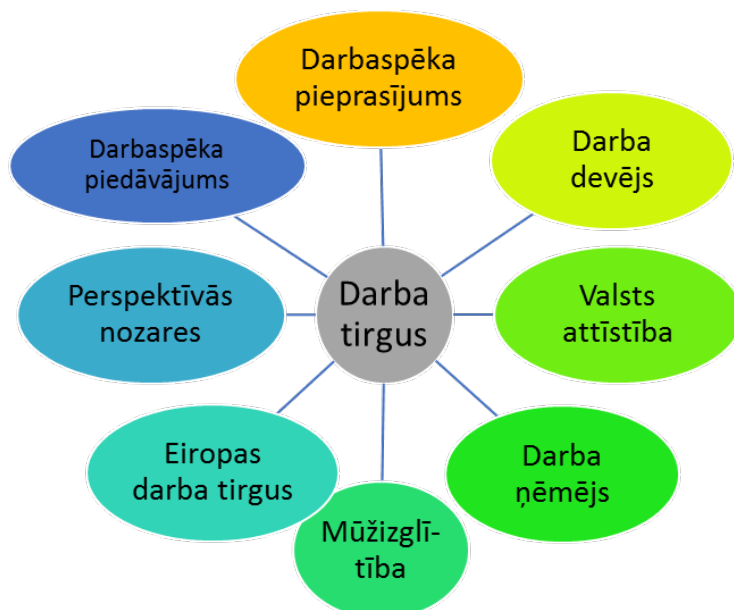 Darbaspēka
pieprasījums
Darba
devējs
Valsts
attīstība
Darba
ņēmējs
Mūžizglī-
tība
Eiropas
darba tirgus
Perspektīvās
nozares
Darbaspēka
piedāvājums
Darba
tirgus